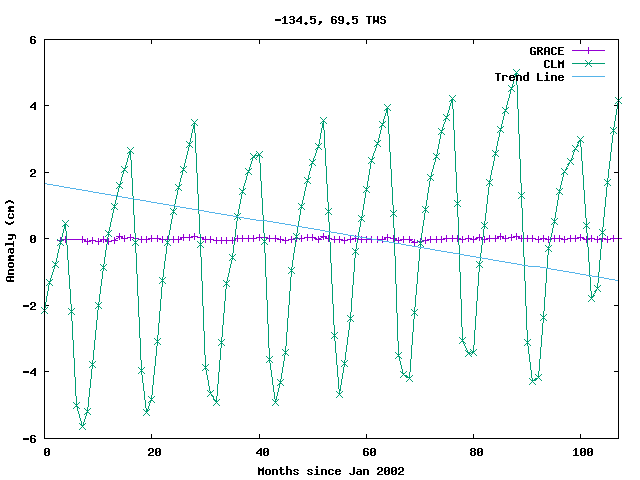 -134.5, 69.5 TWS
GRACE
CLM
Trend Line
6
4
2
0
-2
-4
-6
Anomaly (cm)
0 20 40 60 80 100
Months since Jan 2002